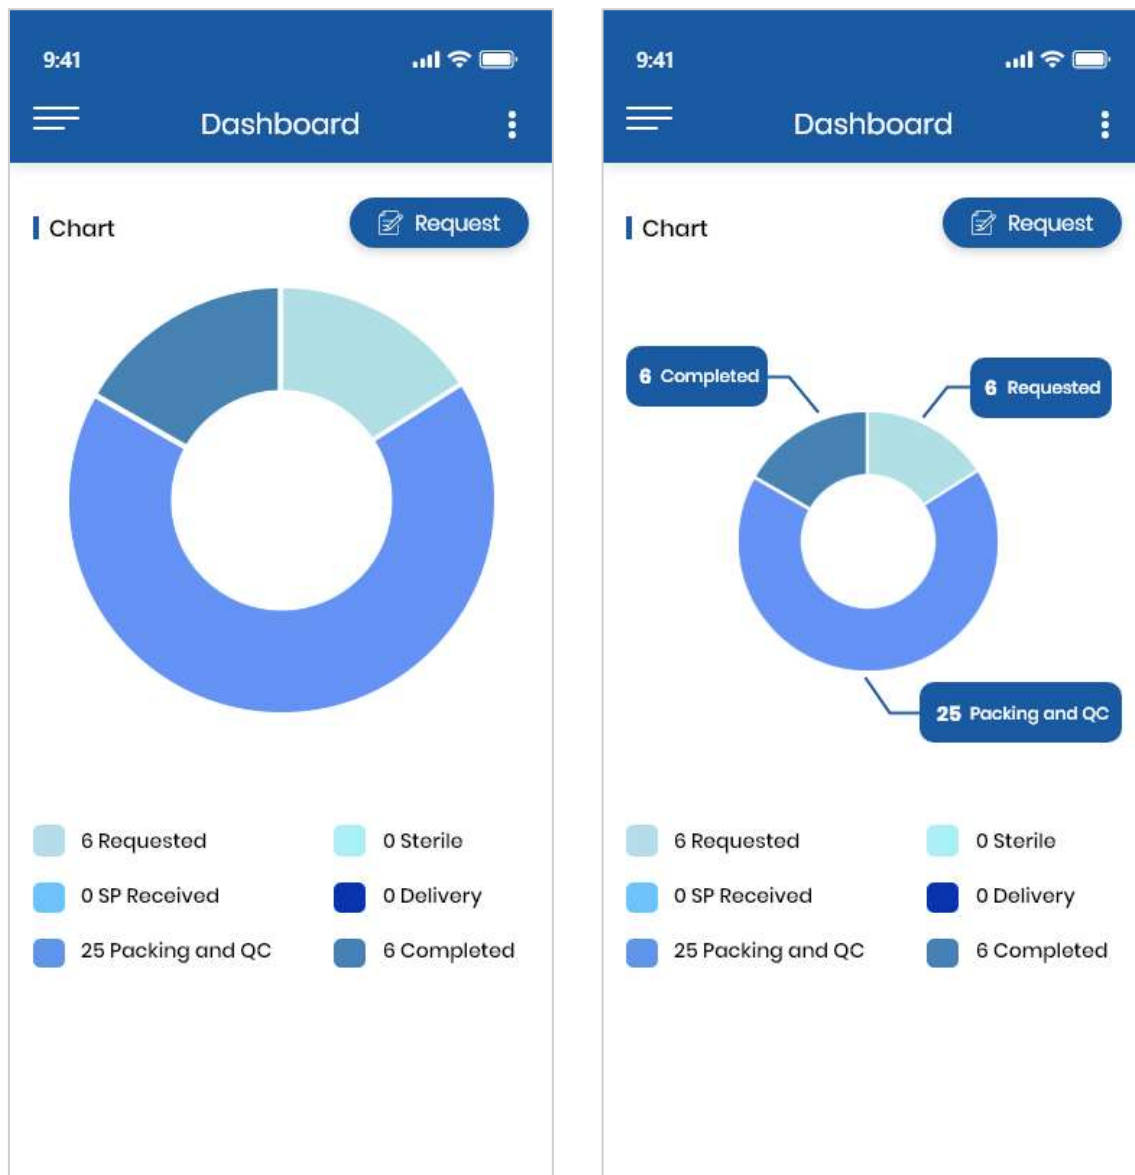 9:41
Dashboard
Chart
Request
6 Requested
0 Sterile
0 SP Received
0 Delivery
25 Packing and QC
6 Completed
9:41
Dashboard
Chart
Request
6 Completed
6 Requested
25 Packing and QC
6 Requested
0 Sterile
0 SP Received
0 Delivery
25 Packing and QC
6 Completed